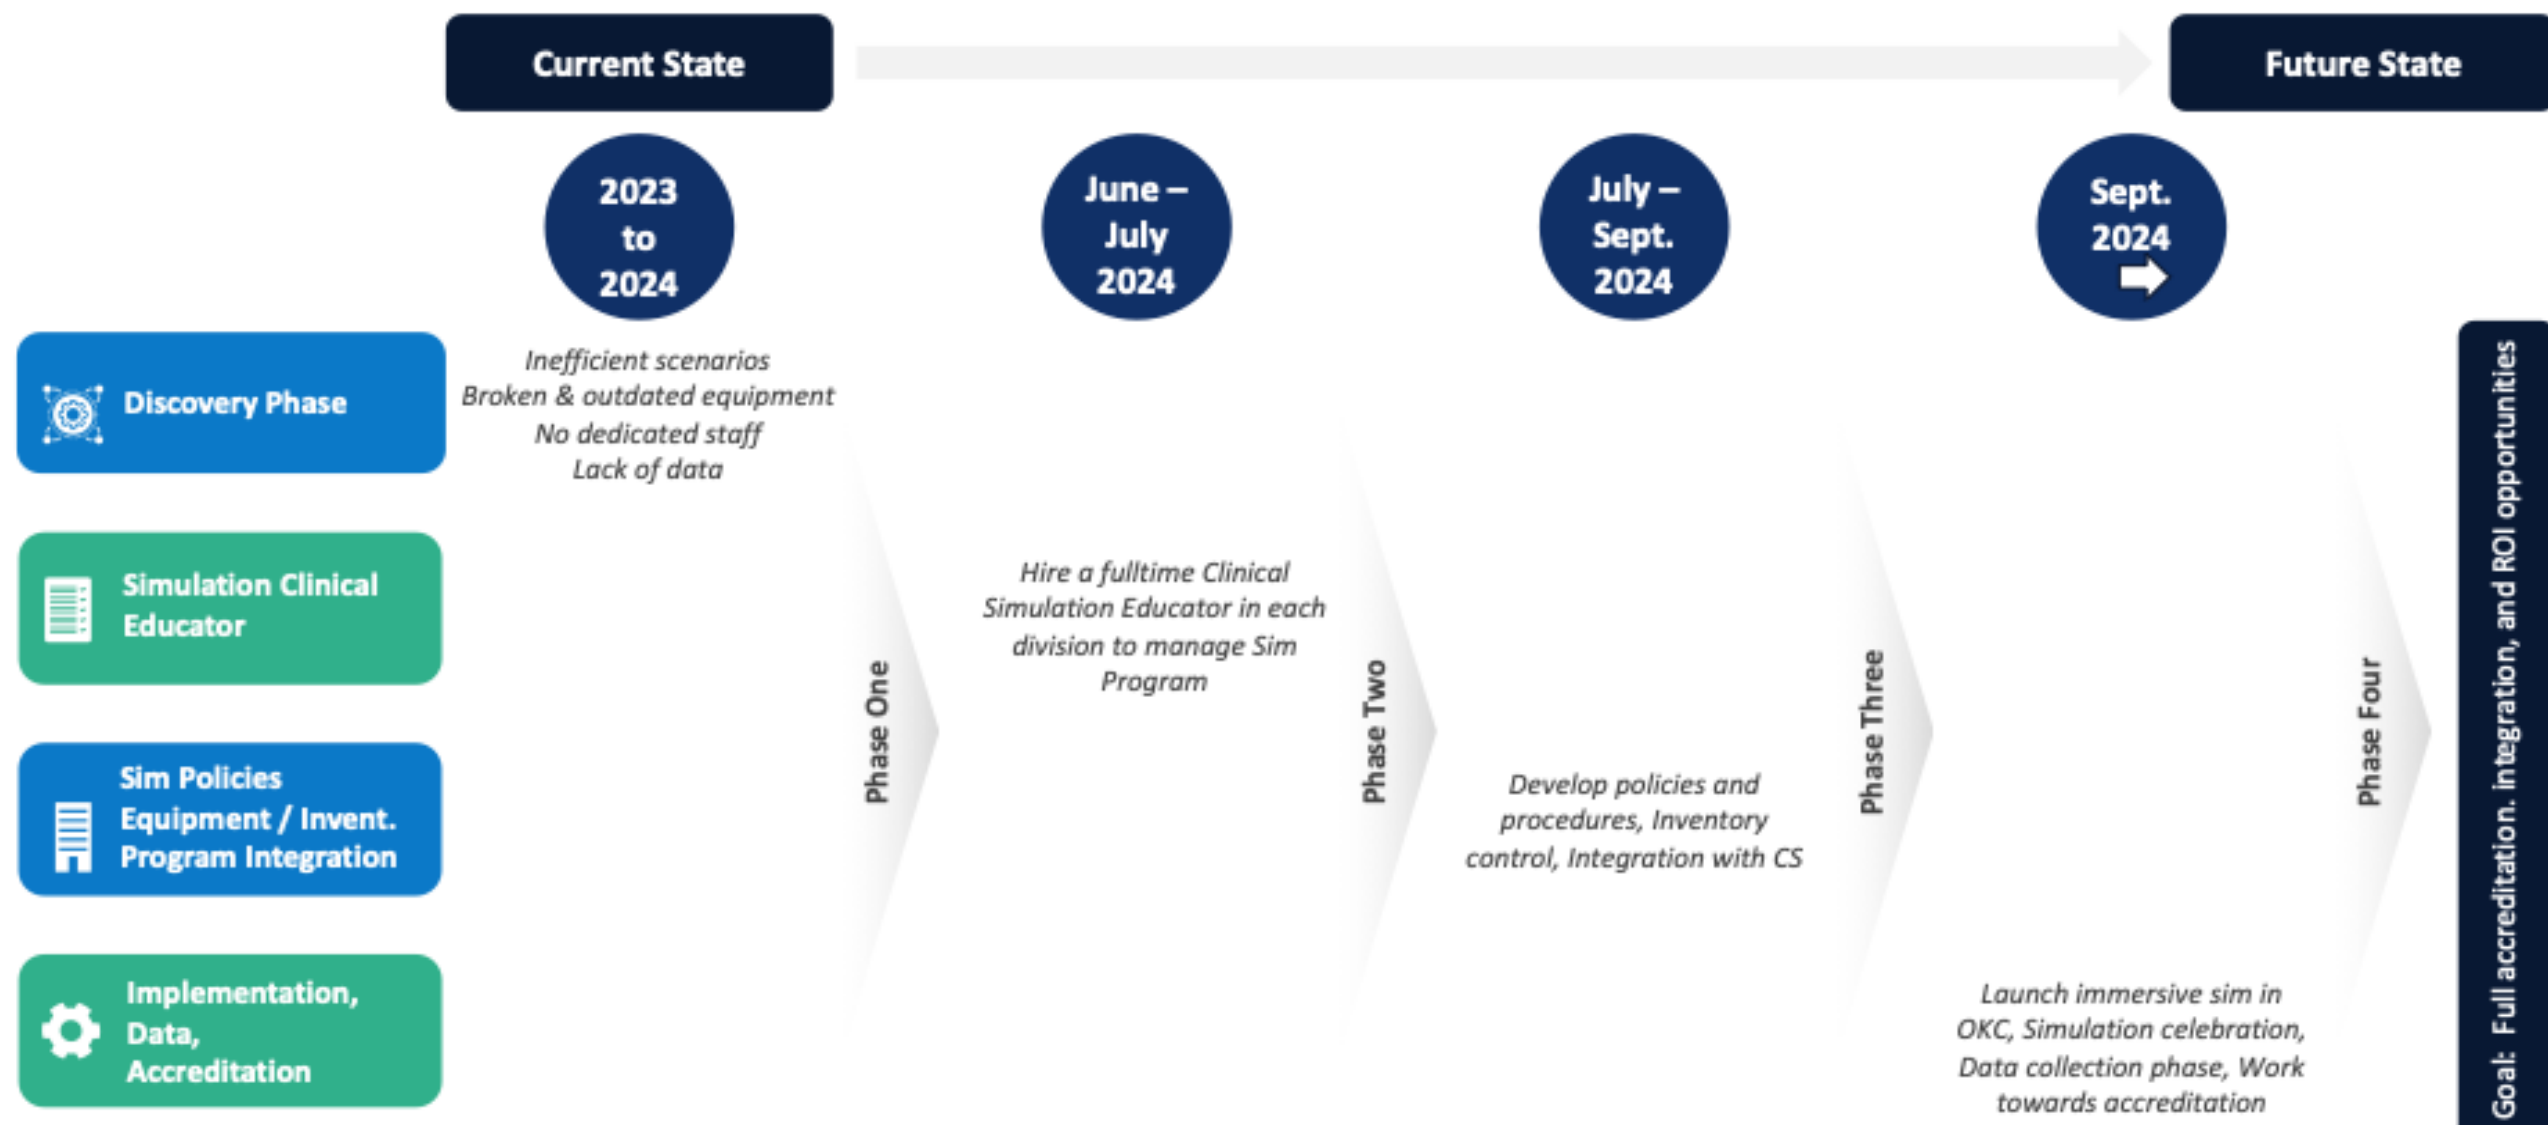 Current State
Future State
2023
to
2024
June –
July
2024
July –
Sept.
2024
Sept.
2024
Discovery Phase
Inefficient scenarios
Broken & outdated equipment
No dedicated staff
Lack of data
Simulation Clinical
Educator
Phase One
Hire a fulltime Clinical
Simulation Educator in each
division to manage Sim
Program
Phase Two
Sim Policies
Equipment / Invent.
Program Integration
Develop policies and
procedures, Inventory
control, Integration with CS
Phase Three
Implementation,
Data,
Accreditation
Launch immersive sim in
OKC, Simulation celebration,
Data collection phase, Work
towards accreditation
Phase Four
Goal: Full accreditation. integration, and ROI opportunities